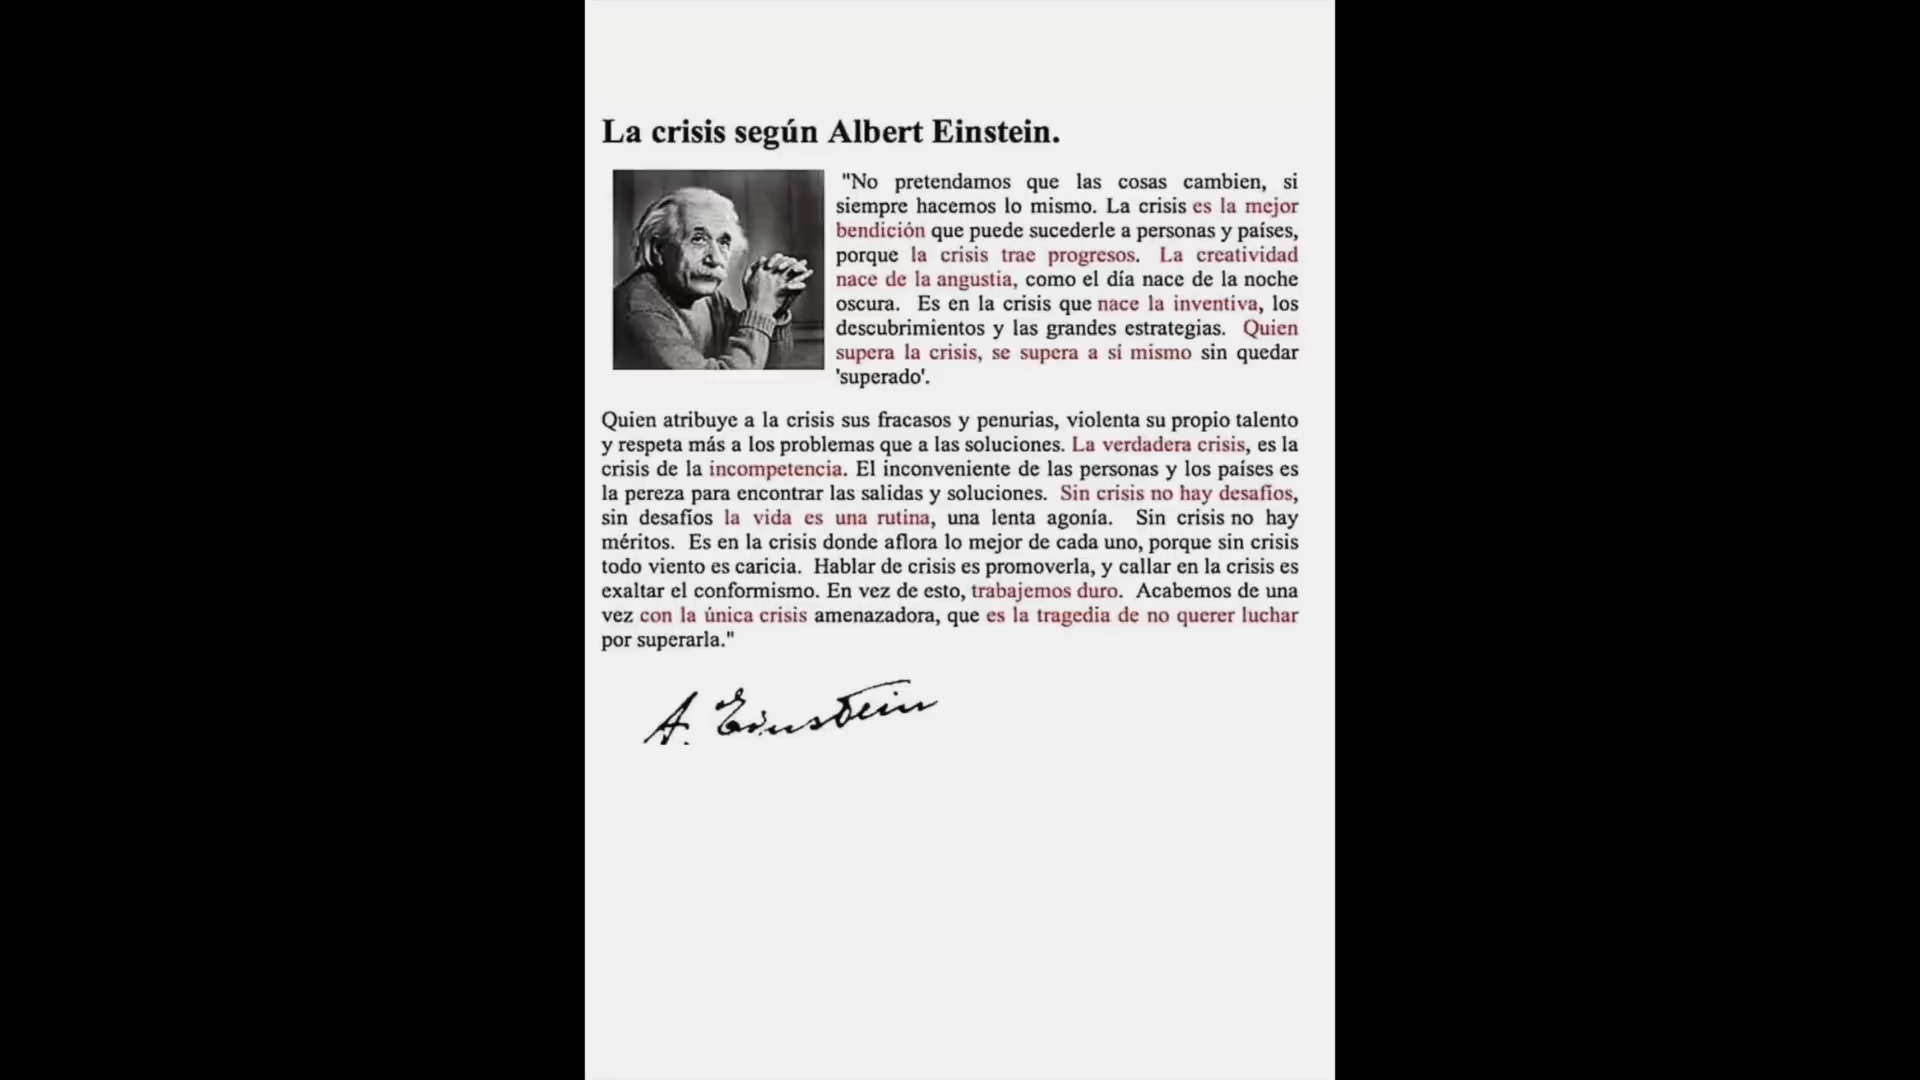 La crisis según Albert Einstein.
"No pretendamos que las cosas cambien, si
siempre hacemos lo mismo. La crisis es la mejor
bendición que puede sucederle a personas y países,
porque la crisis trae progresos. La creatividad
nace de la angustia, como el día nace de la noche
oscura. Es en la crisis que nace la inventiva, los
descubrimientos y las grandes estrategias. Quien
supera la crisis, se supera a sí mismo sin quedar
'superado'.
Quien atribuye a la crisis sus fracasos y penurias, violenta su propio talento
y respeta más a los problemas que a las soluciones. La verdadera crisis, es la
crisis de la incompetencia. El inconveniente de las personas y los países es
la pereza para encontrar las salidas y soluciones. Sin crisis no hay desafíos,
sin desafíos la vida es una rutina, una lenta agonía. Sin crisis no hay
méritos. Es en la crisis donde aflora lo mejor de cada uno, porque sin crisis
todo viento es caricia. Hablar de crisis es promoverla, y callar en la crisis es
exaltar el conformismo. En vez de esto, trabajemos duro. Acabemos de una
vez con la única crisis amenazadora, que es la tragedia de no querer luchar
por superarla."
A. Einstein